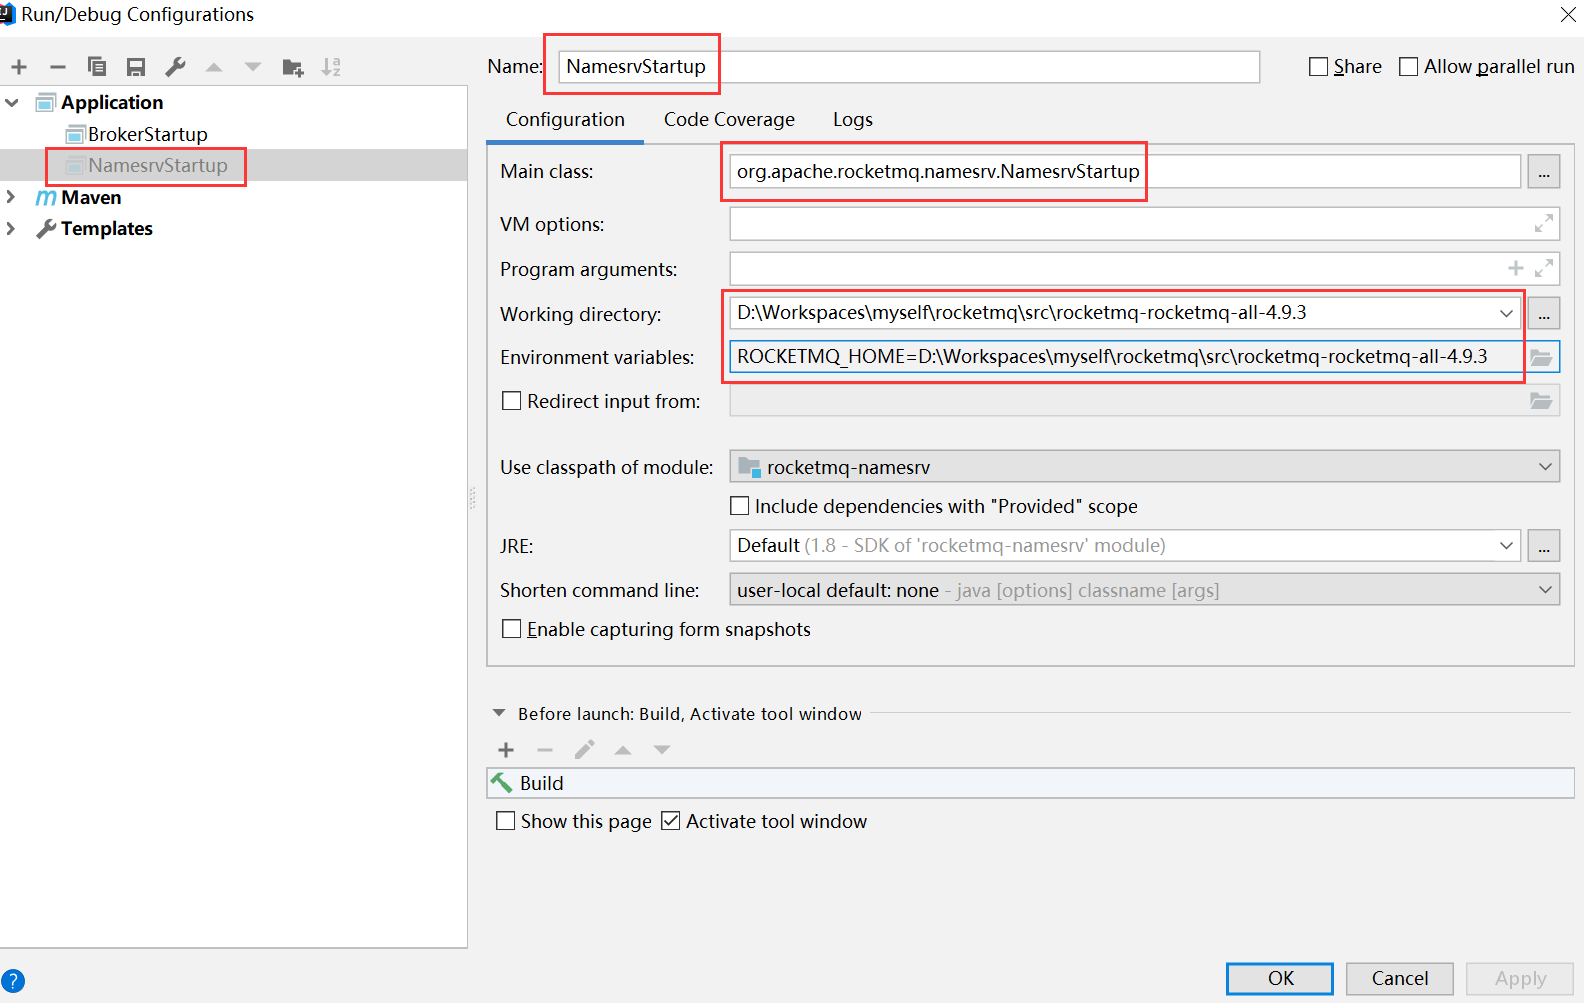 Run/Debug Configurations
Name: NamesrvStartup Share Allow parallel run
Application
BrokerStartup
NamesrvStartup
Maven
Templates
Configuration Code Coverage Logs
Main class: org.apache.rocketmq.namesrv.NamesrvStartup ...
VM options:
Program arguments:
Working directory: D:\Workspaces\myself\rocketmq\src\rocketmq-rocketmq-all-4.9.3 ...
Environment variables: ROCKETMQ_HOME=D:\Workspaces\myself\rocketmq\src\rocketmq-rocketmq-all-4.9.3
Redirect input from:
Use classpath of module: rocketmq-namesrv
Include dependencies with "Provided" scope
JRE: Default (1.8 - SDK of 'rocketmq-namesrv' module) ...
Shorten command line: user-local default: none - java [options] classname [args]
Enable capturing form snapshots
Before launch: Build, Activate tool window
Build
Show this page Activate tool window
? OK Cancel Apply